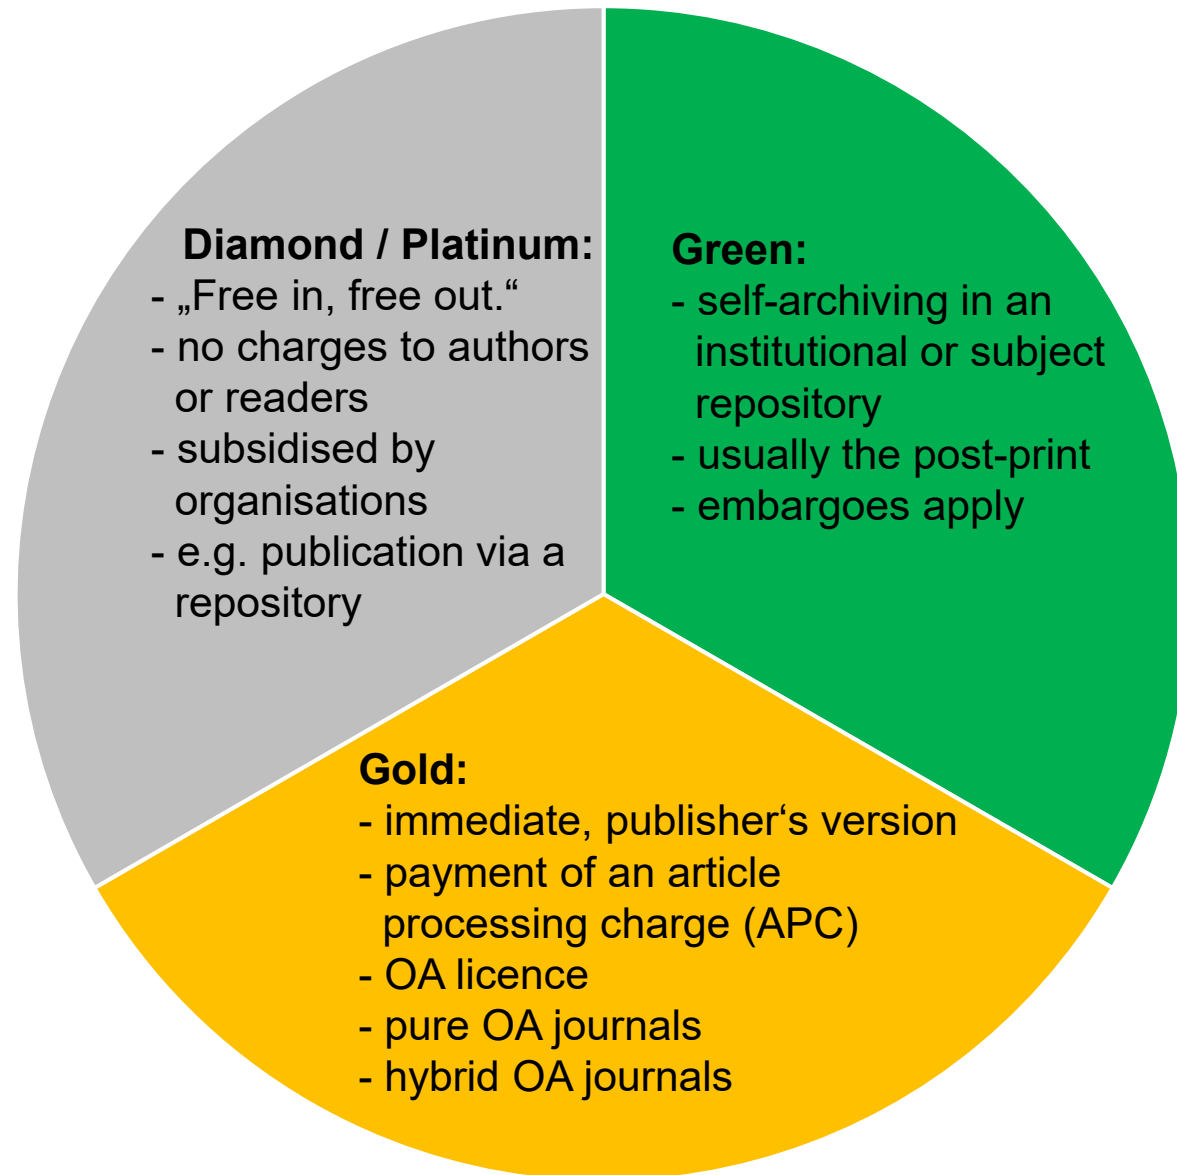 Diamond / Platinum:
- „Free in, free out.“
- no charges to authors
or readers
- subsidised by
organisations
- e.g. publication via a
repository
Green:
- self-archiving in an
institutional or subject
repository
- usually the post-print
- embargoes apply
Gold:
- immediate, publisher‘s version
- payment of an article
processing charge (APC)
- OA licence
- pure OA journals
- hybrid OA journals